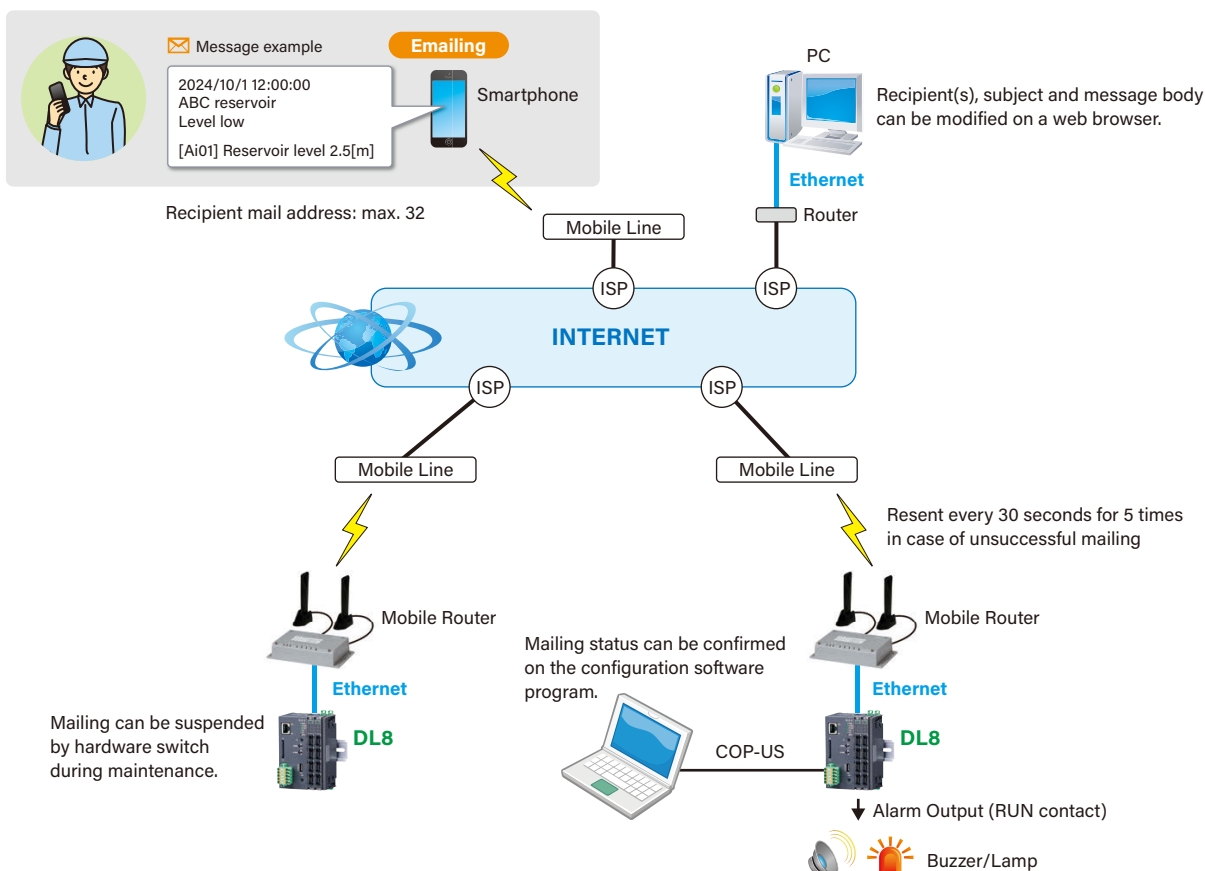 Message example
Emailing
2024/10/1 12:00:00
ABC reservoir
Level low
[Ai01] Reservoir level 2.5[m]
Smartphone
Recipient mail address: max. 32
PC
Recipient(s), subject and message body
can be modified on a web browser.
Ethernet
Router
Mobile Line
ISP
ISP
INTERNET
ISP
ISP
Mobile Line
Mobile Line
Resent every 30 seconds for 5 times
in case of unsuccessful mailing
Mobile Router
Ethernet
DL8
Mailing can be suspended
by hardware switch
during maintenance.
Mailing status can be confirmed
on the configuration software
program.
COP-US
Mobile Router
Ethernet
DL8
Alarm Output (RUN contact)
Buzzer/Lamp